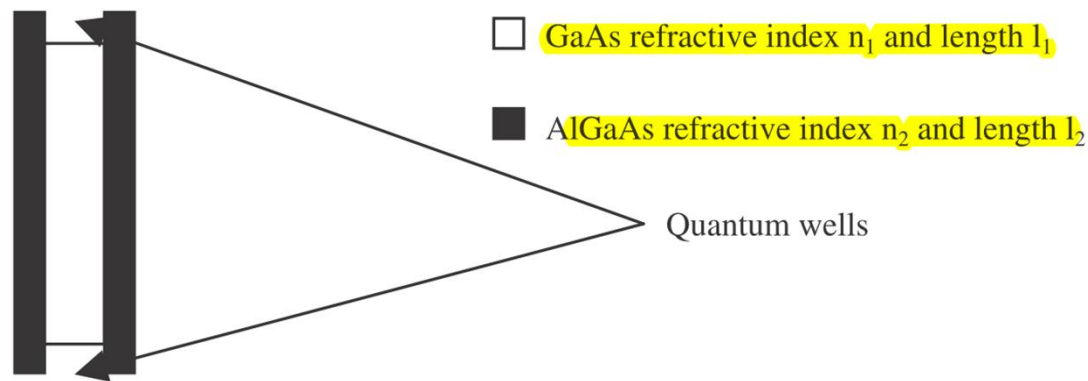 GaAs refractive index n₁ and length l₁
AlGaAs refractive index n₂ and length l₂
Quantum wells